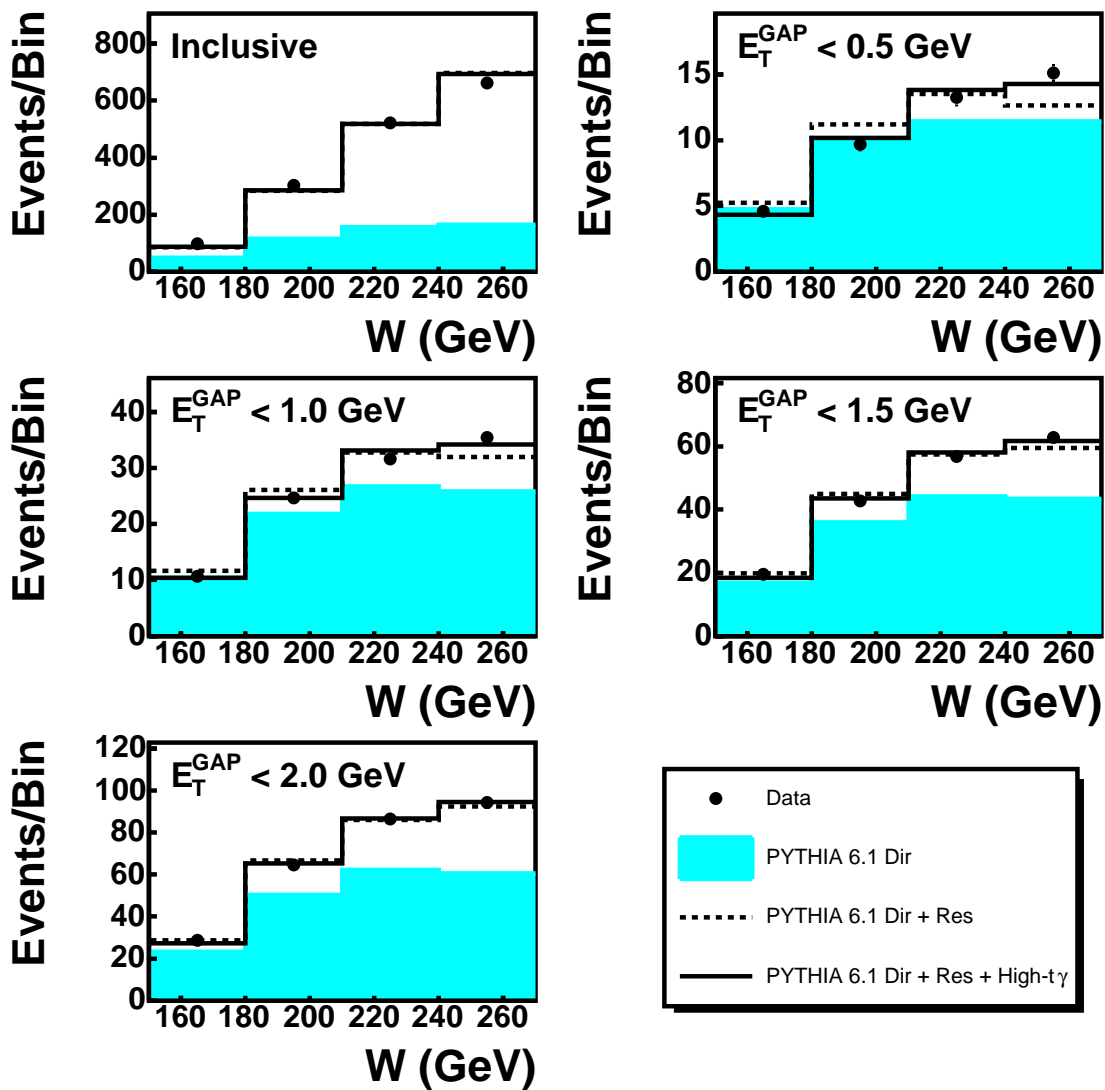 Events/Bin
Inclusive
800
600
400
200
0
160 180 200 220 240 260
W (GeV)
Events/Bin
E_T^GAP < 0.5 GeV
15
10
5
0
160 180 200 220 240 260
W (GeV)
Events/Bin
E_T^GAP < 1.0 GeV
40
30
20
10
0
160 180 200 220 240 260
W (GeV)
Events/Bin
E_T^GAP < 1.5 GeV
80
60
40
20
0
160 180 200 220 240 260
W (GeV)
Events/Bin
E_T^GAP < 2.0 GeV
120
100
80
60
40
20
0
160 180 200 220 240 260
W (GeV)
Data
PYTHIA 6.1 Dir
PYTHIA 6.1 Dir + Res
PYTHIA 6.1 Dir + Res + High-t γ